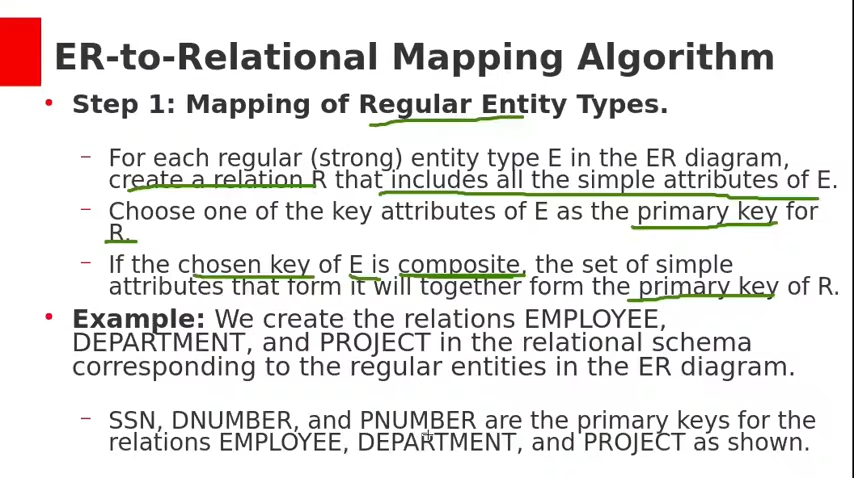 ER-to-Relational Mapping Algorithm
• Step 1: Mapping of Regular Entity Types.
– For each regular (strong) entity type E in the ER diagram,
create a relation R that includes all the simple attributes of E.
– Choose one of the key attributes of E as the primary key for
R.
– If the chosen key of E is composite, the set of simple
attributes that form it will together form the primary key of R.
• Example: We create the relations EMPLOYEE,
DEPARTMENT, and PROJECT in the relational schema
corresponding to the regular entities in the ER diagram.
– SSN, DNUMBER, and PNUMBER are the primary keys for the
relations EMPLOYEE, DEPARTMENT, and PROJECT as shown.